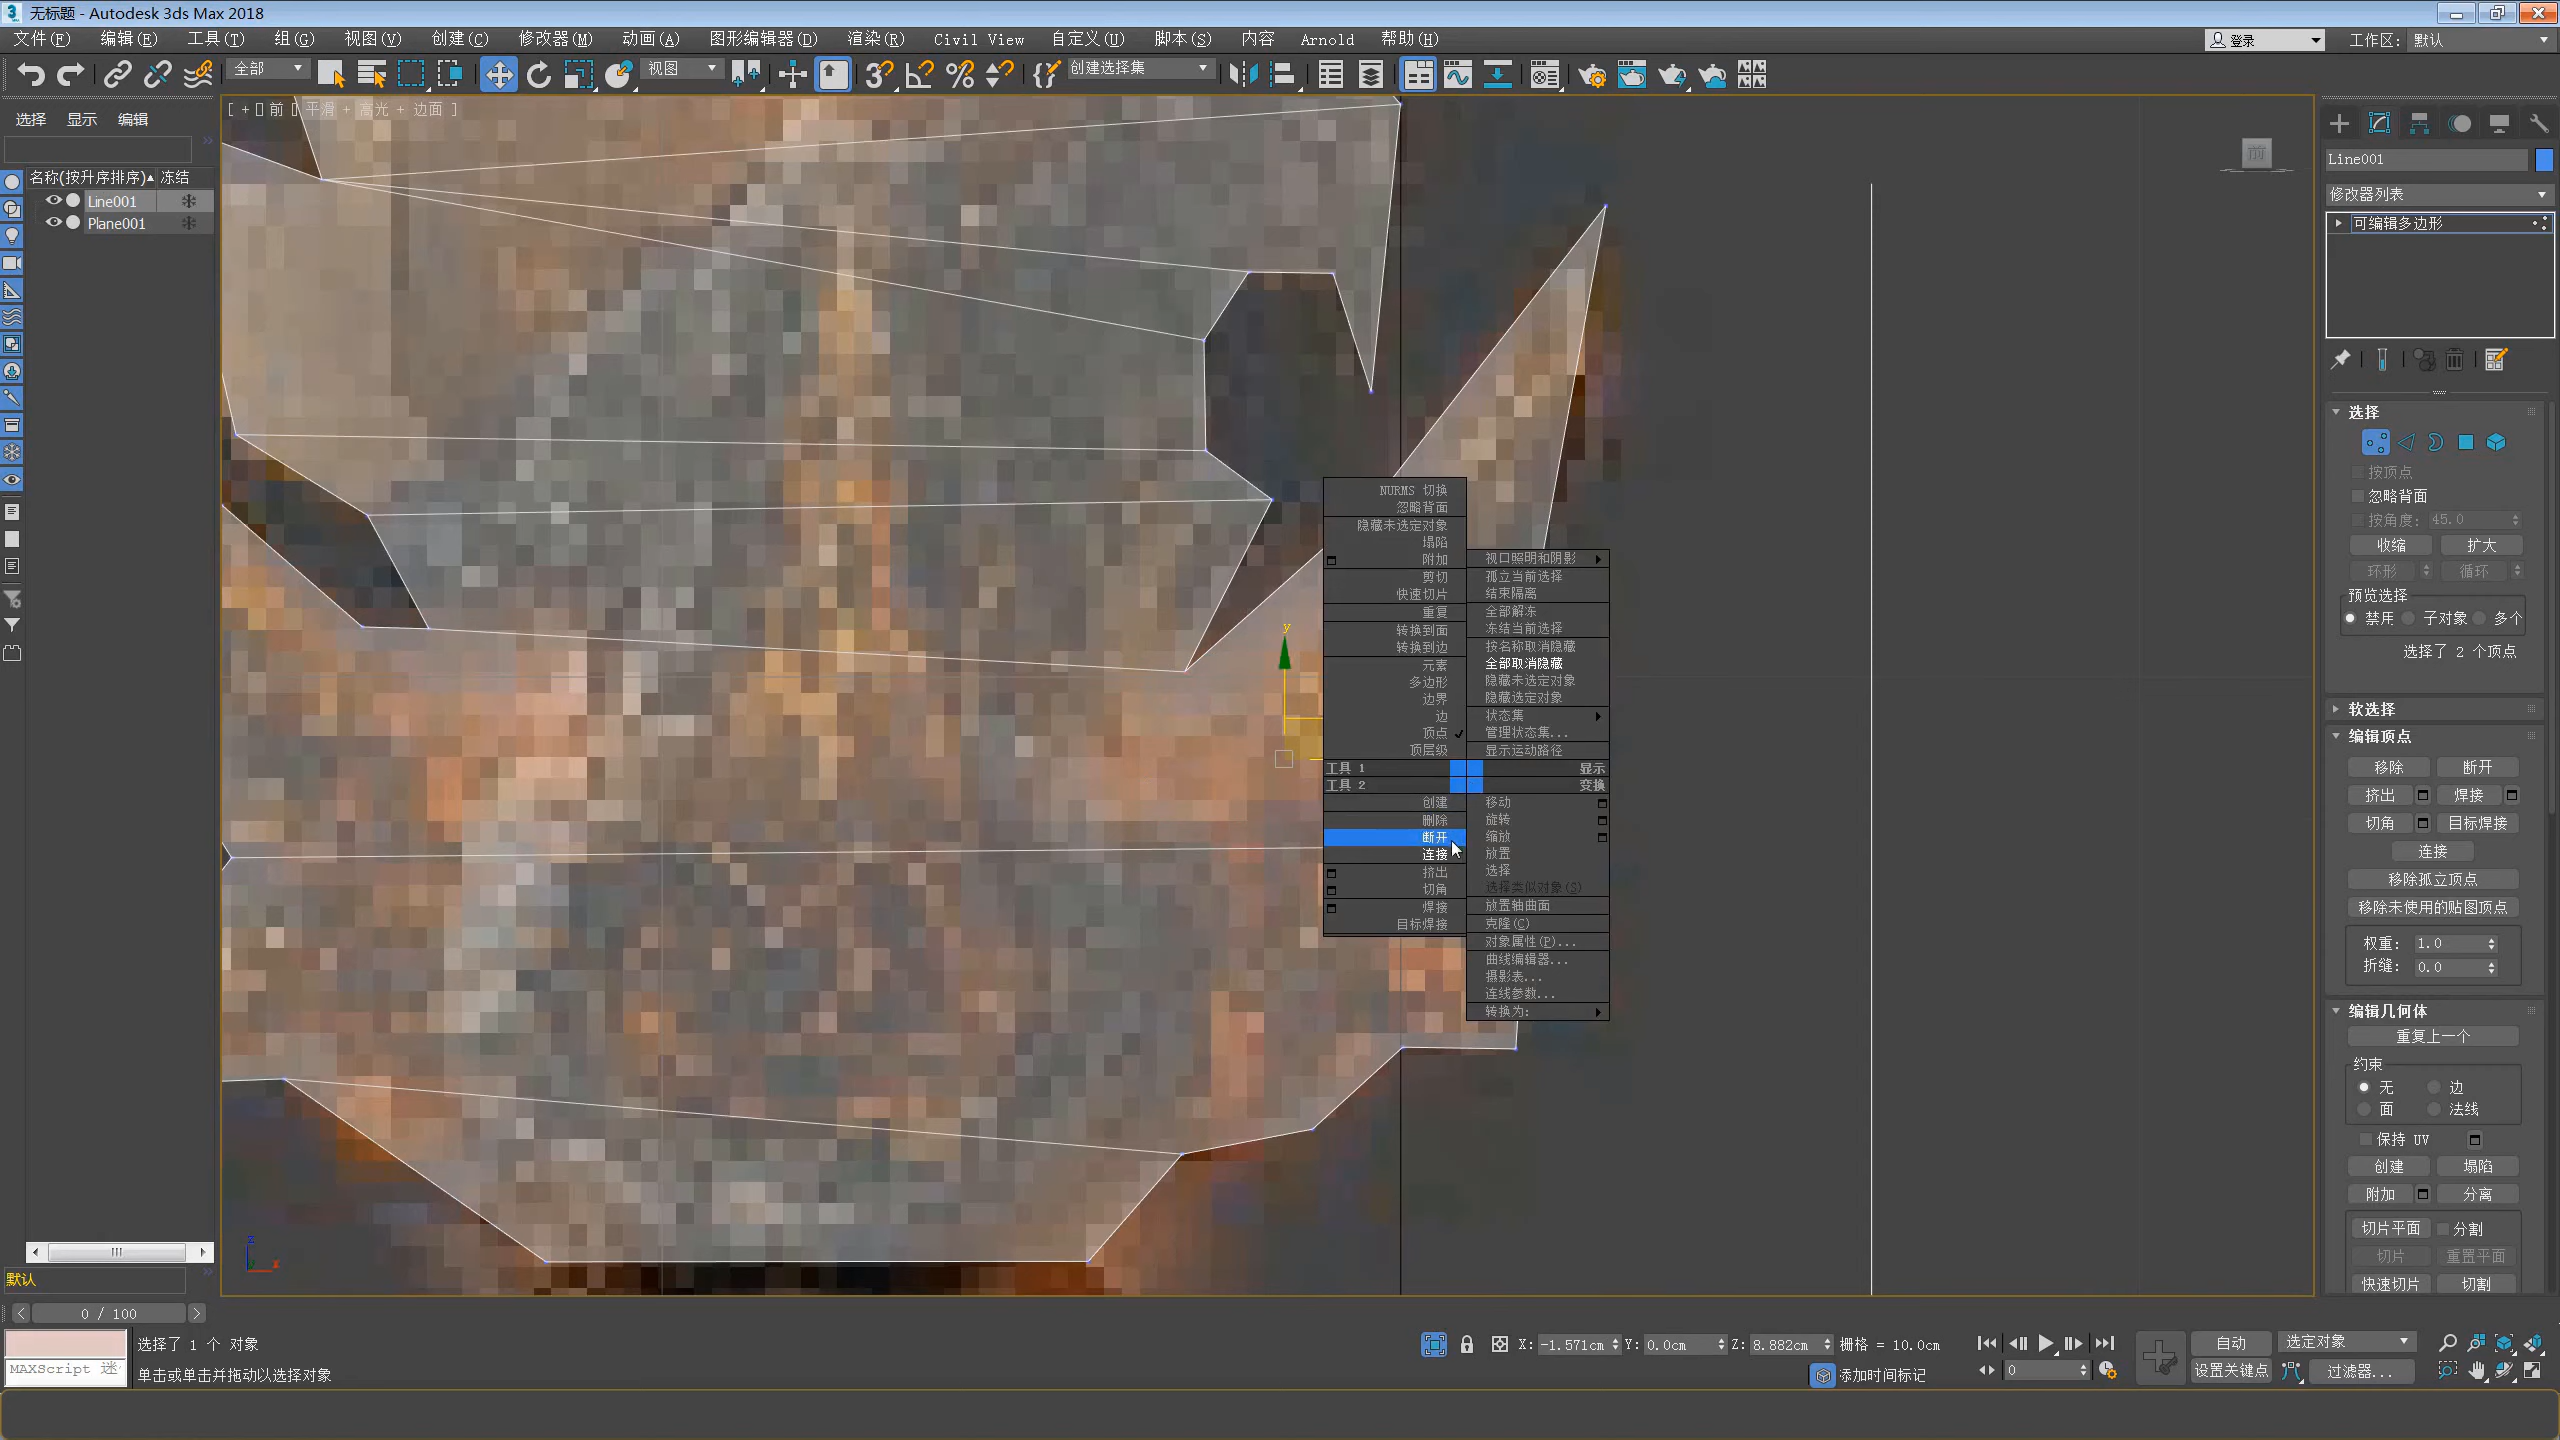 无标题 - Autodesk 3ds Max 2018
文件(F) 编辑(E) 工具(T) 组(G) 视图(V) 创建(C) 修改器(M) 动画(A) 图形编辑器(D) 渲染(R) Civil View 自定义(U) 脚本(S) 内容 Arnold 帮助(H) 登录 工作区: 默认
全部 视图 创建选择集
[ + ] 前 [ 平滑 + 高光 + 边面 ]
选择 显示 编辑
名称(按升序排序) 冻结
Line001
Plane001
NURMS 切换
忽略背面
隐藏未选定对象
塌陷
附加
剪切
快速切片
重复
转换到面
转换到边
元素
多边形
边界
边
顶点
顶层级
工具 1
工具 2
创建
删除
断开
连接
挤出
切角
焊接
目标焊接
视口照明和阴影
孤立当前选择
结束隔离
全部解冻
冻结当前选择
按名称取消隐藏
全部取消隐藏
隐藏未选定对象
隐藏选定对象
状态集
管理状态集...
显示运动路径
显示
变换
移动
旋转
缩放
放置
选择
选择类似对象(S)
放置轴曲面
克隆(C)
对象属性(P)...
曲线编辑器...
摄影表...
连线参数...
转换为:
y
前
Line001
修改器列表
可编辑多边形
选择
按顶点
忽略背面
按角度: 45.0
收缩 扩大
环形 循环
预览选择
禁用 子对象 多个
选择了 2 个顶点
软选择
编辑顶点
移除 断开
挤出 焊接
切角 目标焊接
连接
移除孤立顶点
移除未使用的贴图顶点
权重: 1.0
折缝: 0.0
编辑几何体
重复上一个
约束
无 边
面 法线
保持 UV
创建 塌陷
附加 分离
切片平面 分割
切片 重置平面
快速切片 切割
z
x
默认
0 / 100
选择了 1 个 对象
MAXScript 迷
单击或单击并拖动以选择对象
X: -1.571cm Y: 0.0cm Z: 8.882cm 栅格 = 10.0cm
添加时间标记
0
自动 选定对象
设置关键点 过滤器...